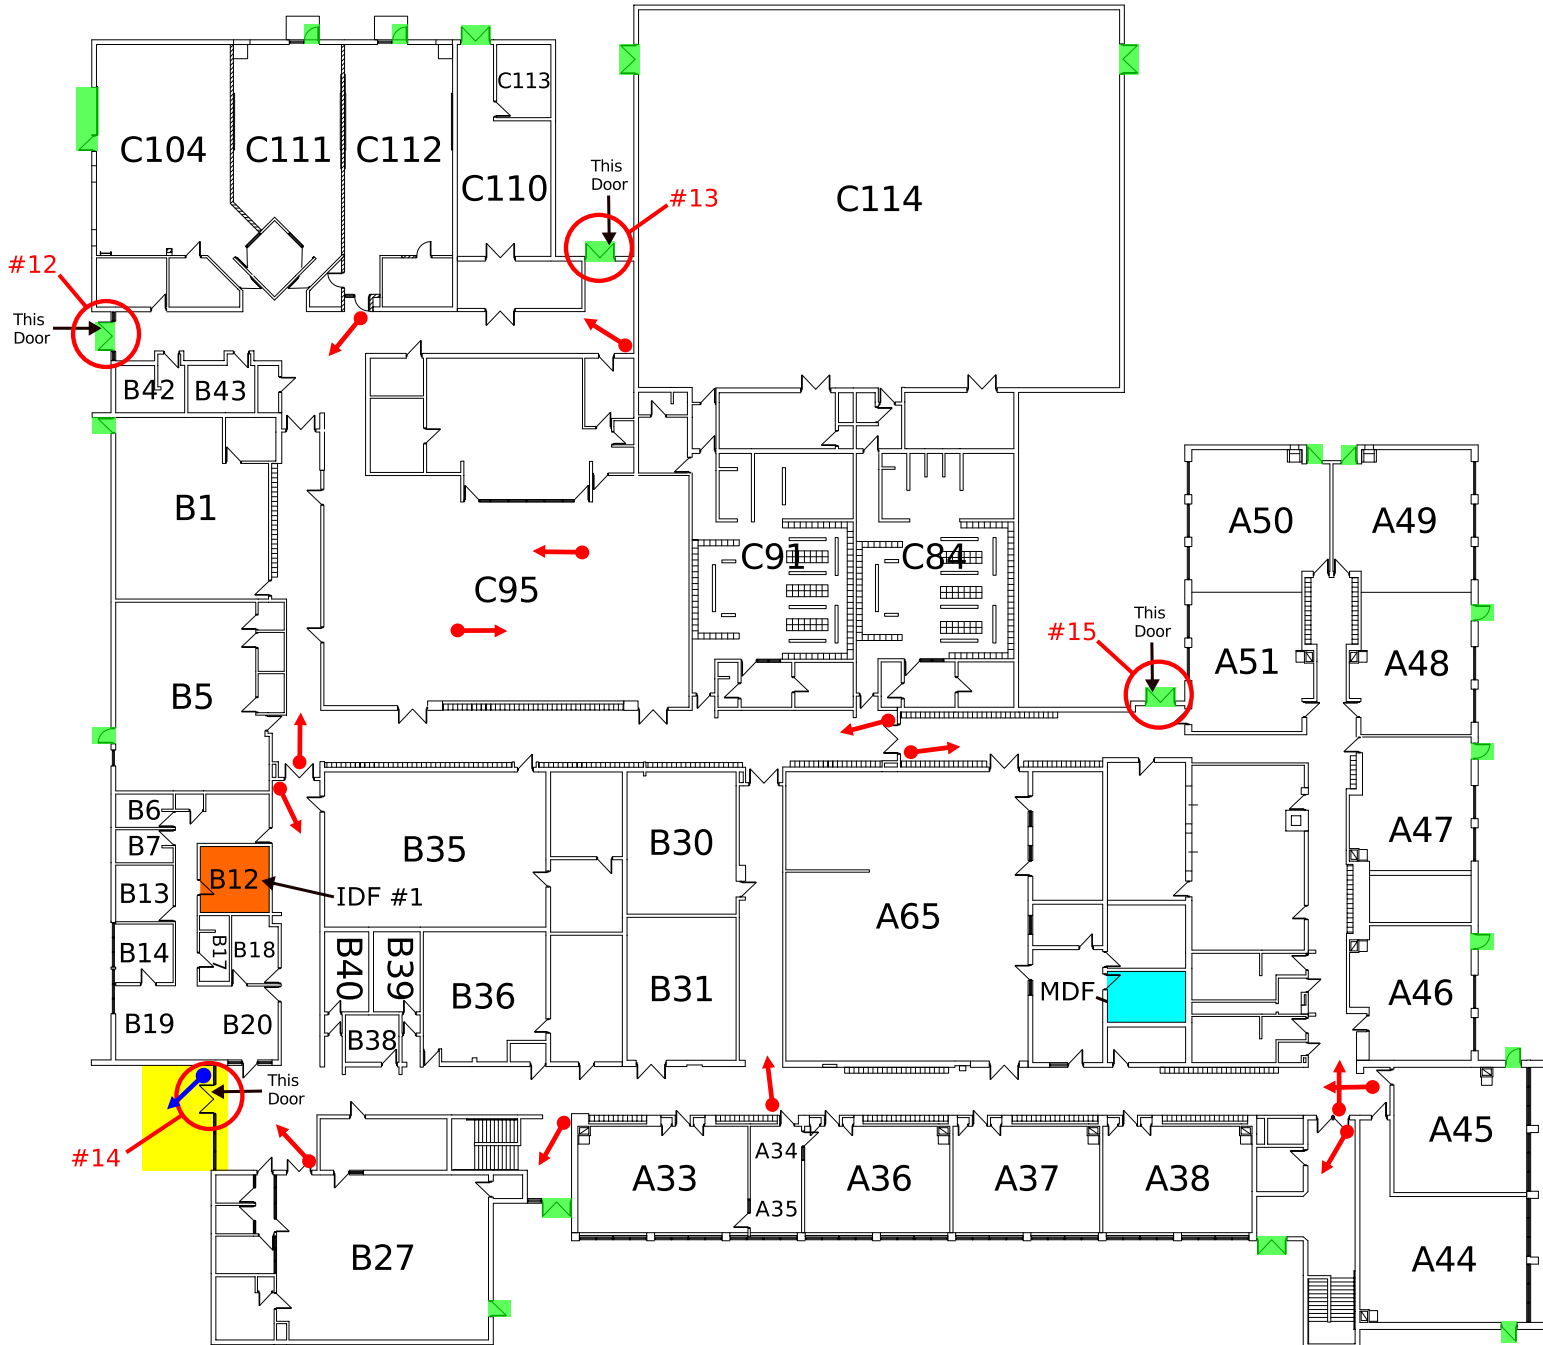 C113
C104
C111
C112
C110
This
Door
#13
C114
#12
This
Door
B42
B43
B1
A50
A49
C91
C84
C95
This
Door
#15
A51
A48
B5
B6
B7
B12
IDF #1
B13
B35
B30
A47
A65
B14
B17
B18
B40
B39
B36
B31
MDF
A46
B19
B20
B38
This
Door
#14
A45
A33
A34
A35
A36
A37
A38
B27
A44